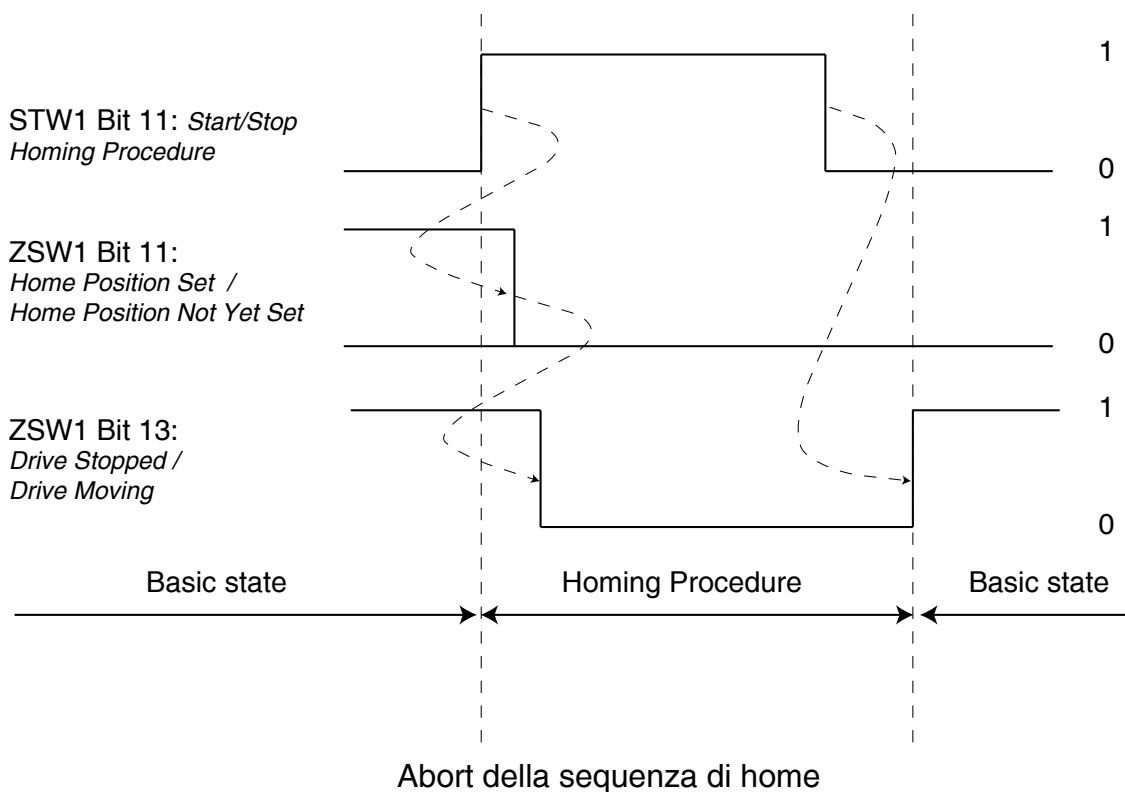 1
STW1 Bit 11: Start/Stop
Homing Procedure
0
1
ZSW1 Bit 11:
Home Position Set /
Home Position Not Yet Set
0
1
ZSW1 Bit 13:
Drive Stopped /
Drive Moving
0
Basic state
Homing Procedure
Basic state
Abort della sequenza di home